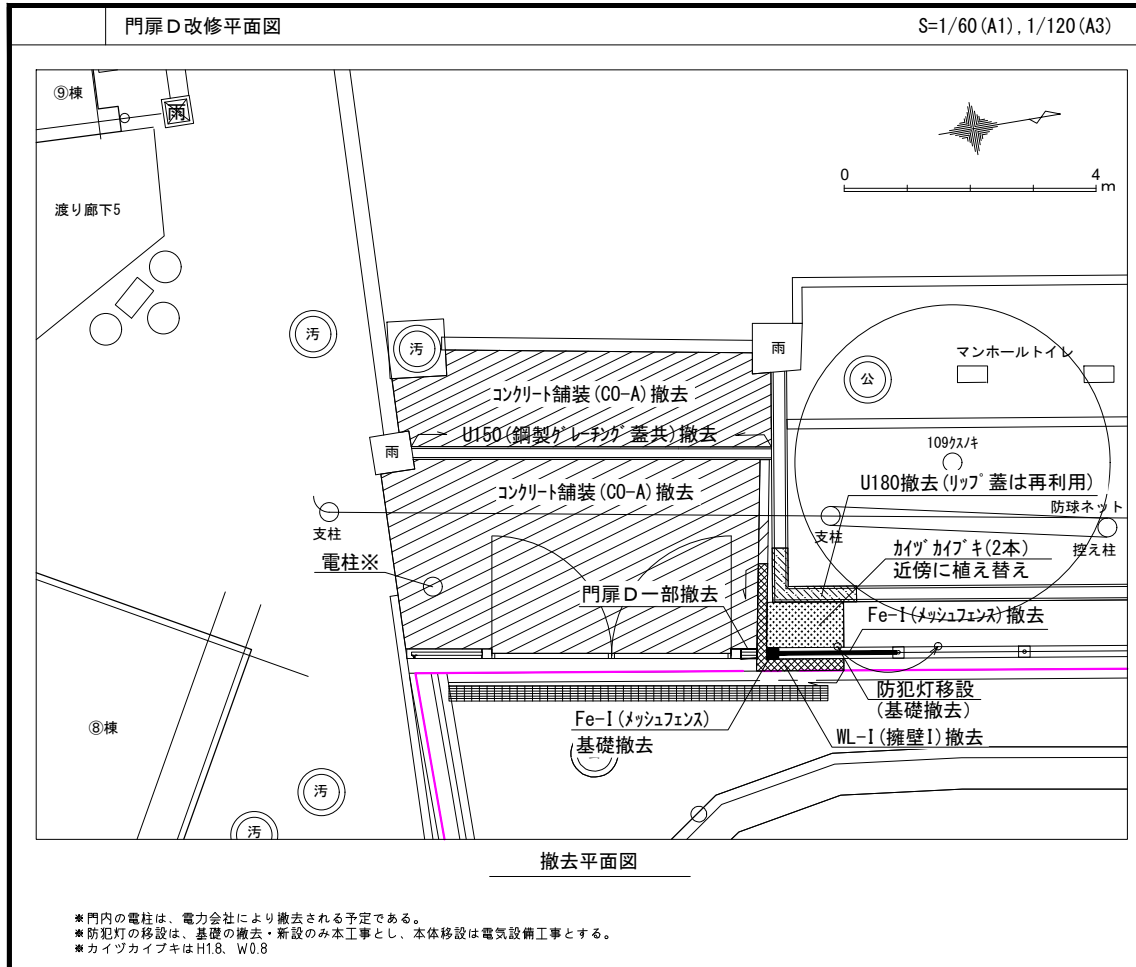 門扉D改修平面図
S=1/60(A1), 1/120(A3)
⑨棟
雨
渡り廊下5
0
4
m
汚
汚
雨
公
マンホールトイレ
コンクリート舗装(CO-A)撤去
U150(鋼製グレーチング蓋共)撤去
雨
109クスノキ
U180撤去(リップ蓋は再利用)
コンクリート舗装(CO-A)撤去
防球ネット
支柱
支柱
控え柱
カイヅカイブキ(2本)
近傍に植え替え
電柱※
門扉D一部撤去
Fe-I(メッシュフェンス)撤去
防犯灯移設
(基礎撤去)
Fe-I(メッシュフェンス)
基礎撤去
WL-I(擁壁I)撤去
⑧棟
汚
汚
撤去平面図
※門内の電柱は、電力会社により撤去される予定である。
※防犯灯の移設は、基礎の撤去・新設のみ本工事とし、本体移設は電気設備工事とする。
※カイヅカイブキはH1.8、W0.8